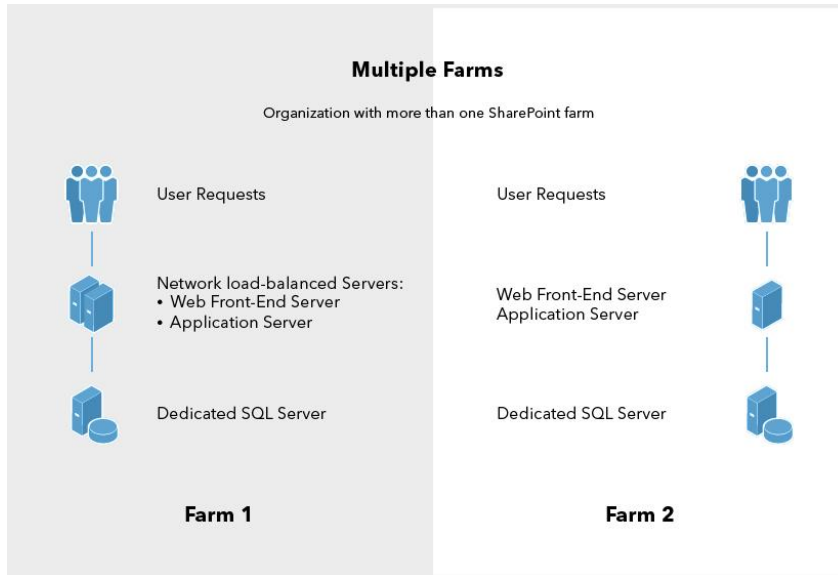 Multiple Farms
Organization with more than one SharePoint farm
User Requests
Network load-balanced Servers:
• Web Front-End Server
• Application Server
Dedicated SQL Server
Farm 1
User Requests
Web Front-End Server
Application Server
Dedicated SQL Server
Farm 2